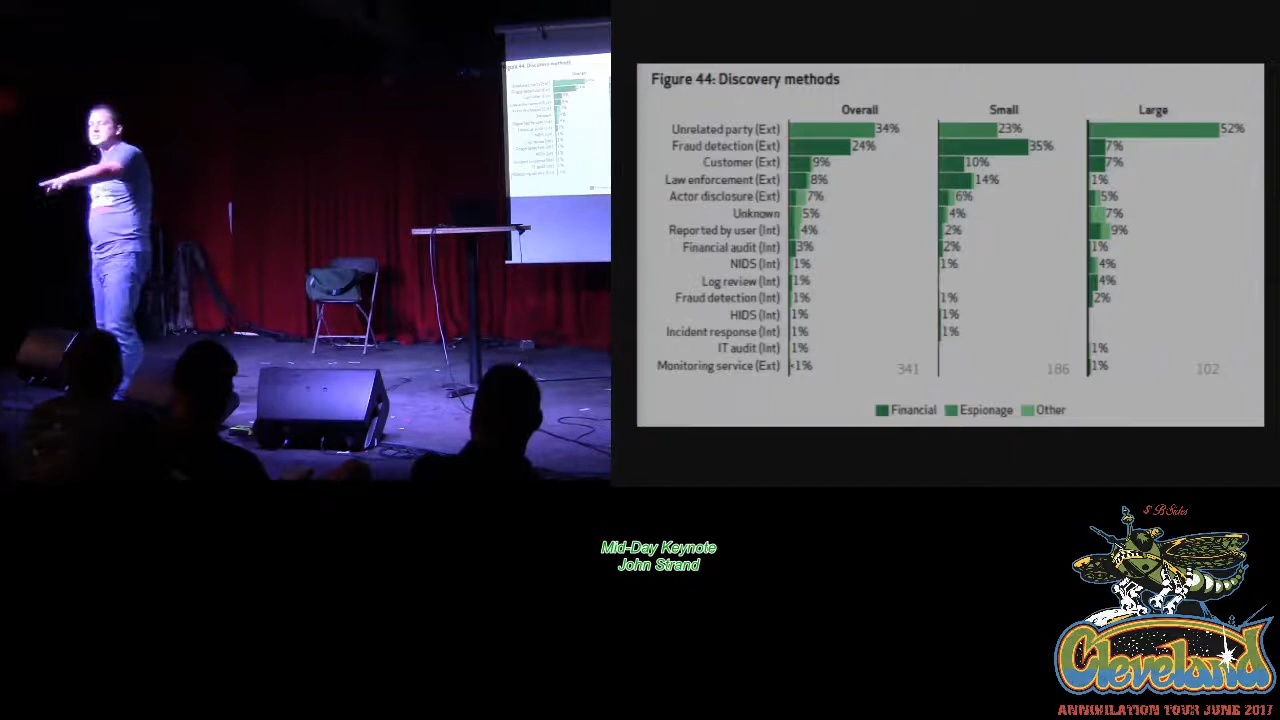 Figure 44: Discovery methods
Overall Small Large
Unrelated party (Ext) 34% 23% 52%
Fraud detection (Ext) 24% 35% 7%
Customer (Ext) 9% 10% 7%
Law enforcement (Ext) 8% 14% 1%
Actor disclosure (Ext) 7% 6% 5%
Unknown 5% 4% 7%
Reported by user (Int) 4% 2% 9%
Financial audit (Int) 3% 2% 1%
NIDS (Int) 1% 1% 4%
Log review (Int) 1% 4%
Fraud detection (Int) 1% 1% 2%
HIDS (Int) 1% 1%
Incident response (Int) 1% 1%
IT audit (Int) 1% 1%
Monitoring service (Ext) <1% 1%
341 186 102
Financial Espionage Other
Mid-Day Keynote
John Strand
BSides
Cleveland
ANNIHILATION TOUR JUNE 2017